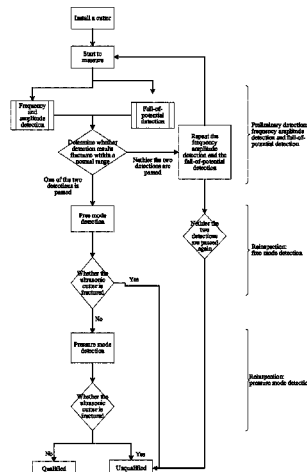 Install a cutter
Start to
measure
Frequency
and
amplitude
detection
Fall-of-
potential
detection
Determine whether
detection results
fluctuate within a
normal range
Neither the two
detections are
passed
Repeat the
frequency
amplitude
detection and the
fall-of-potential
detection
Preliminary detection:
frequency amplitude
detection and fall-of-
potential detection
One of the two
detections is
passed
Free mode
detection
Neither the
two
detections
are passed
again
Reinspection:
free mode detection
Whether the
ultrasonic
cutter is
fractured
Yes
No
Pressure mode
detection
Reinspection:
pressure mode detection
Whether the
ultrasonic
cutter is
fractured
No
Yes
Qualified
Unqualified